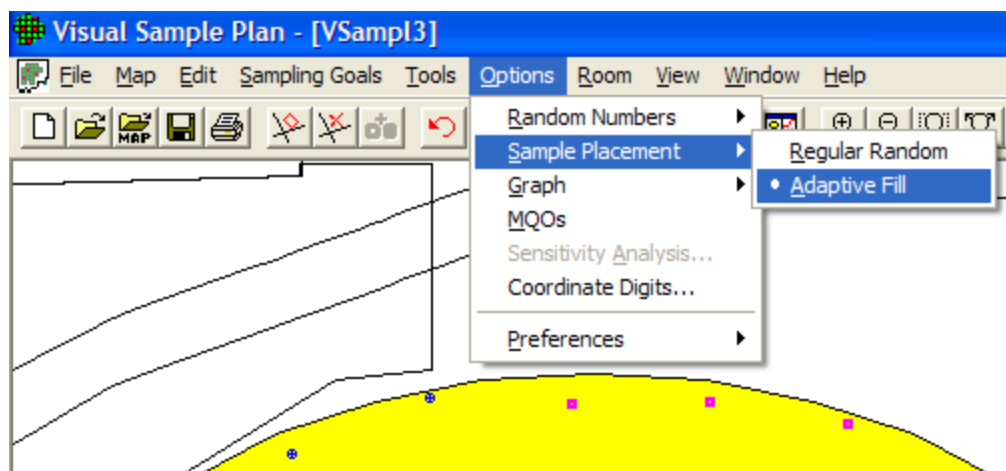 Visual Sample Plan - [VSampl3]
File Map Edit Sampling Goals Tools Options Room View Window Help
MAP
Random Numbers
Sample Placement
Regular Random
Graph
Adaptive Fill
MQOs
Sensitivity Analysis...
Coordinate Digits...
Preferences